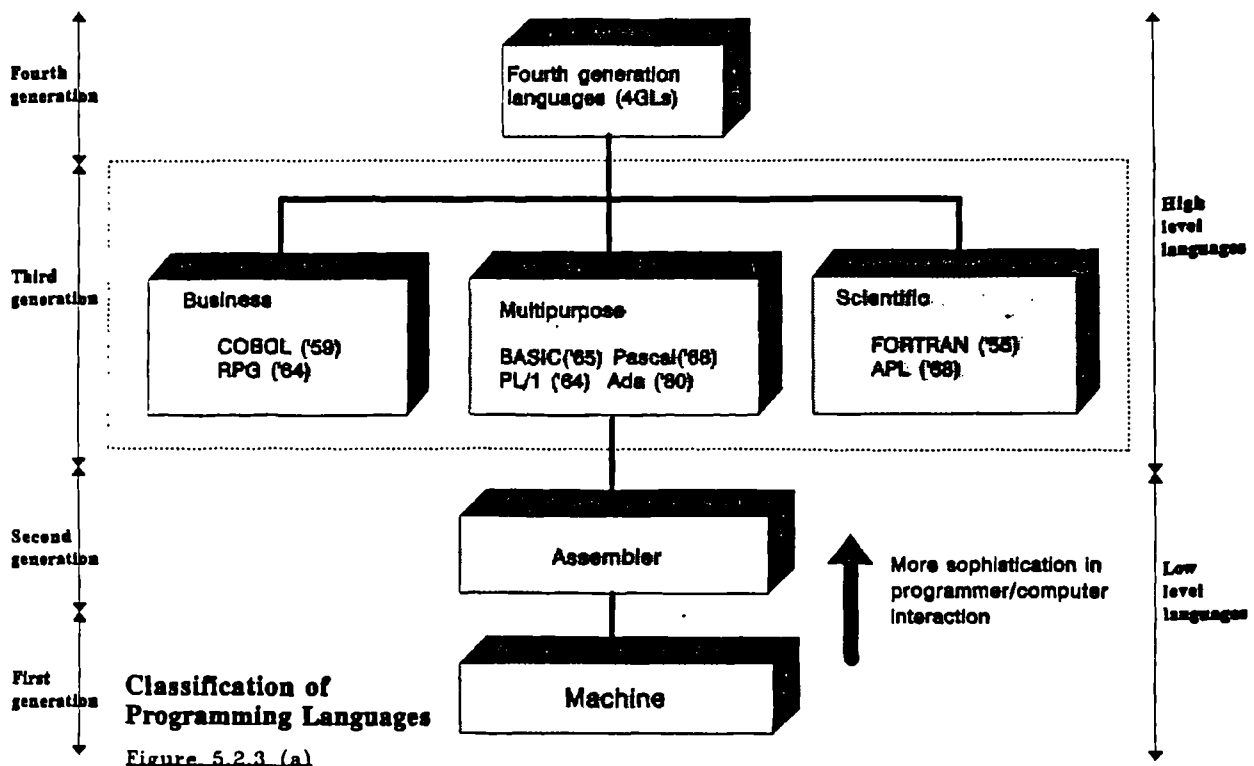 Fourth
generation
Fourth generation
languages (4GLs)
High
level
languages
Third
generation
Business
COBOL ('59)
RPG ('64)
Multipurpose
BASIC('65) Pascal('68)
PL/1 ('64) Ada ('80)
Scientific
FORTRAN
APL ('68)
Second
generation
Assembler
More sophistication in
programmer/computer
interaction
Low
level
languages
First
generation
Machine
Classification of
Programming Languages
Figure 5.2.3 (a)